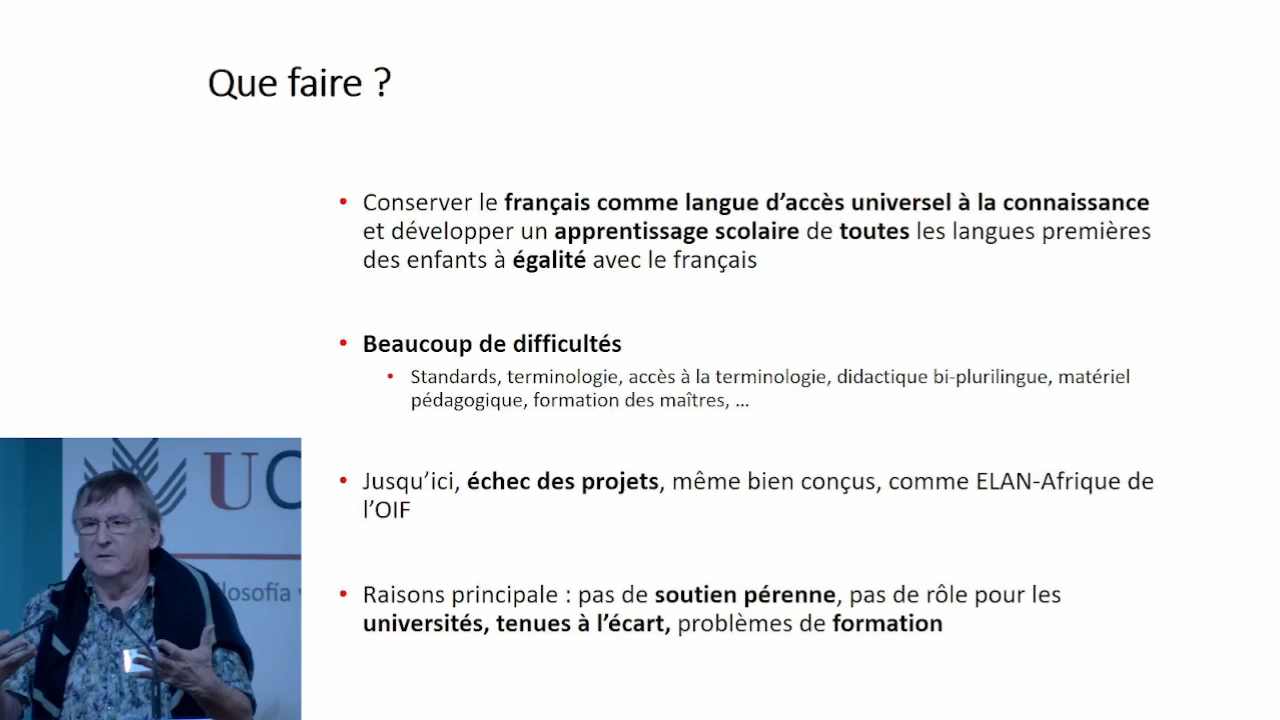 Que faire ?
• Conserver le français comme langue d’accès universel à la connaissance
et développer un apprentissage scolaire de toutes les langues premières
des enfants à égalité avec le français
• Beaucoup de difficultés
• Standards, terminologie, accès à la terminologie, didactique bi-plurilingue, matériel
pédagogique, formation des maîtres, …
• Jusqu’ici, échec des projets, même bien conçus, comme ELAN-Afrique de
l’OIF
• Raisons principale : pas de soutien pérenne, pas de rôle pour les
universités, tenues à l’écart, problèmes de formation
UC
ilosofía